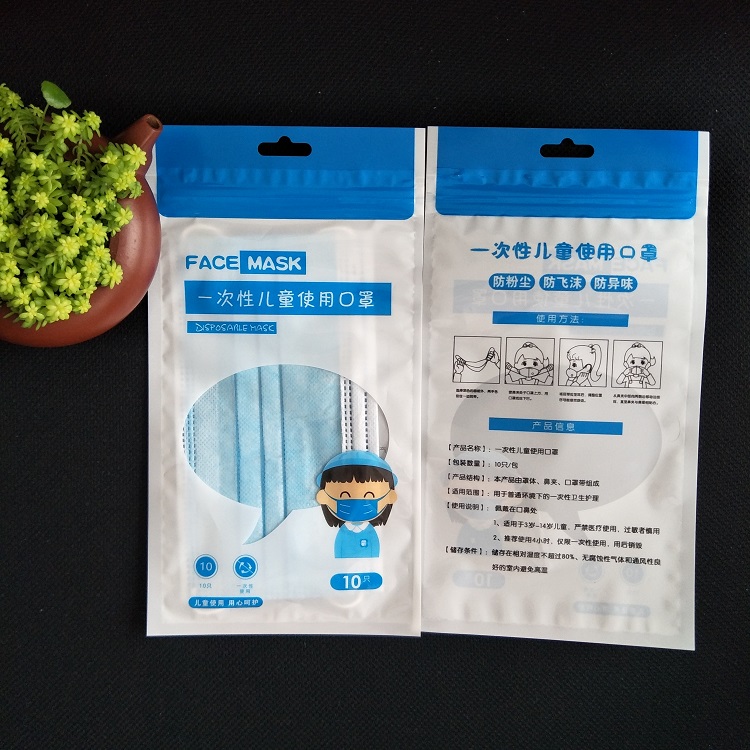 FACE MASK
一次性儿童使用口罩
DISPOSABLE MASK
10
10只
一次性
使用
10只
儿童使用 用心呵护
一次性儿童使用口罩
防粉尘 防飞沫 防异味
使用方法:
产品信息
【产品名称】: 一次性儿童使用口罩
【包装数量】: 10只/包
【产品结构】: 本产品由罩体、鼻夹、口罩带组成
【适用范围】: 用于普通环境下的一次性卫生护理
【使用说明】: 佩戴在口鼻处
1、适用于3岁-14岁儿童, 严禁医疗使用, 过敏者慎用
2、推荐使用4小时, 仅限一次性使用, 用后销毁
【储存条件】: 储存在相对湿度不超过80%、无腐蚀性气体和通风性良
好的室内避免高温